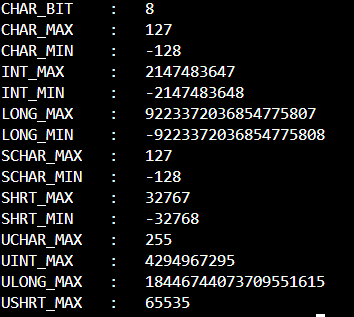 CHAR_BIT : 8
CHAR_MAX : 127
CHAR_MIN : -128
INT_MAX : 2147483647
INT_MIN : -2147483648
LONG_MAX : 9223372036854775807
LONG_MIN : -9223372036854775808
SCHAR_MAX : 127
SCHAR_MIN : -128
SHRT_MAX : 32767
SHRT_MIN : -32768
UCHAR_MAX : 255
UINT_MAX : 4294967295
ULONG_MAX : 18446744073709551615
USHRT_MAX : 65535